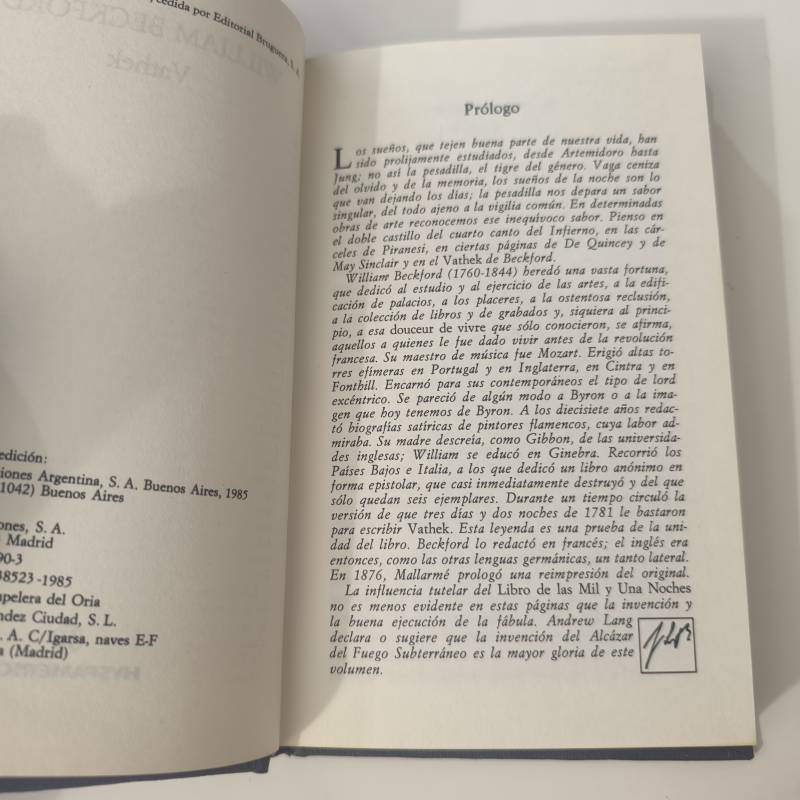 cedida por Editorial Bruguera, S. A.
WILLIAM BECKFORD
Vathek
edición:
iones Argentina, S. A. Buenos Aires, 1985
(1042) Buenos Aires
ones, S. A.
Madrid
90-3
38523-1985
apelera del Oria
ndez Ciudad, S. L.
. A. C/Igarsa, naves E-F
a (Madrid)
Prólogo
Los sueños, que tejen buena parte de nuestra vida, han
sido prolijamente estudiados, desde Artemidoro hasta
Jung; no así la pesadilla, el tigre del género. Vaga ceniza
del olvido y de la memoria, los sueños de la noche son lo
que van dejando los días; la pesadilla nos depara un sabor
singular, del todo ajeno a la vigilia común. En determinadas
obras de arte reconocemos ese inequívoco sabor. Pienso en
el doble castillo del cuarto canto del Infierno, en las cár-
celes de Piranesi, en ciertas páginas de De Quincey y de
May Sinclair y en el Vathek de Beckford.
William Beckford (1760-1844) heredó una vasta fortuna,
que dedicó al estudio y al ejercicio de las artes, a la edifi-
cación de palacios, a los placeres, a la ostentosa reclusión,
a la colección de libros y de grabados y, siquiera al princi-
pio, a esa douceur de vivre que sólo conocieron, se afirma,
aquellos a quienes le fue dado vivir antes de la revolución
francesa. Su maestro de música fue Mozart. Erigió altas to-
rres efímeras en Portugal y en Inglaterra, en Cintra y en
Fonthill. Encarnó para sus contemporáneos el tipo de lord
excéntrico. Se pareció de algún modo a Byron o a la ima-
gen que hoy tenemos de Byron. A los diecisiete años redac-
tó biografías satíricas de pintores flamencos, cuya labor ad-
miraba. Su madre descreía, como Gibbon, de las universida-
des inglesas; William se educó en Ginebra. Recorrió los
Países Bajos e Italia, a los que dedicó un libro anónimo en
forma epistolar, que casi inmediatamente destruyó y del que
sólo quedan seis ejemplares. Durante un tiempo circuló la
versión de que tres días y dos noches de 1781 le bastaron
para escribir Vathek. Esta leyenda es una prueba de la uni-
dad del libro. Beckford lo redactó en francés; el inglés era
entonces, como las otras lenguas germánicas, un tanto lateral.
En 1876, Mallarmé prologó una reimpresión del original.
La influencia tutelar del Libro de las Mil y Una Noches
no es menos evidente en estas páginas que la invención y
la buena ejecución de la fábula. Andrew Lang
declara o sugiere que la invención del Alcázar
del Fuego Subterráneo es la mayor gloria de este
volumen.